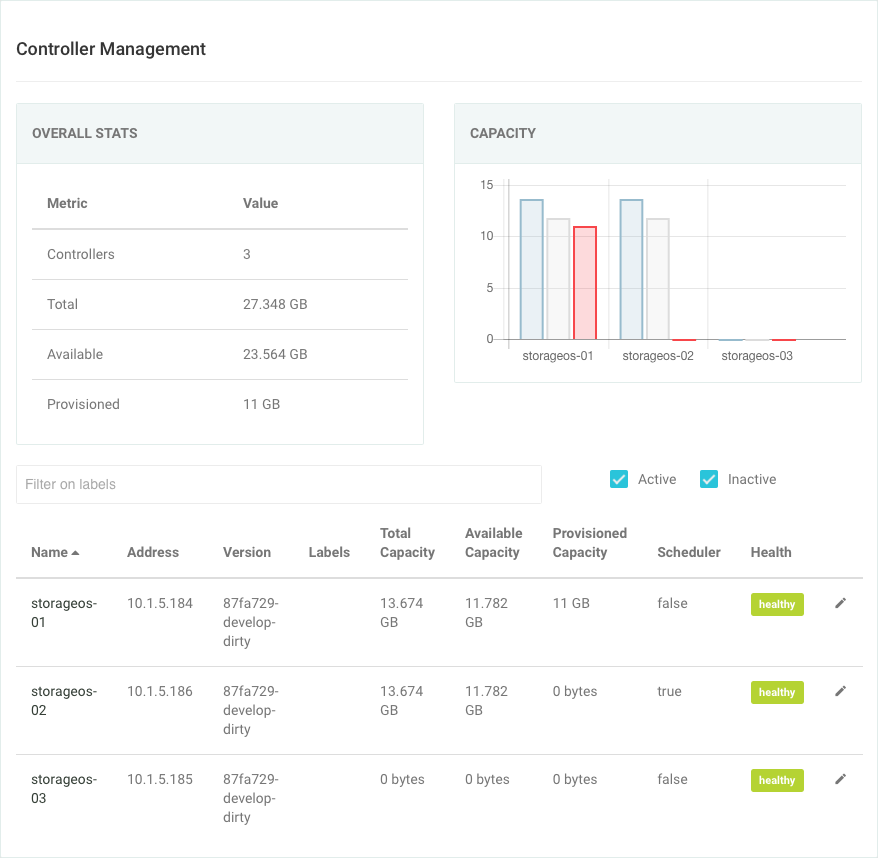 Controller Management
OVERALL STATS
Metric Value
Controllers 3
Total 27.348 GB
Available 23.564 GB
Provisioned 11 GB
CAPACITY
15
10
5
0
storageos-01 storageos-02 storageos-03
Filter on labels
Active Inactive
Name Address Version Labels Total Capacity Available Capacity Provisioned Capacity Scheduler Health
storageos- 10.1.5.184 87fa729- 13.674 11.782 11 GB false healthy
01 develop- GB GB
dirty
storageos- 10.1.5.186 87fa729- 13.674 11.782 0 bytes true healthy
02 develop- GB GB
dirty
storageos- 10.1.5.185 87fa729- 0 bytes 0 bytes 0 bytes false healthy
03 develop-
dirty